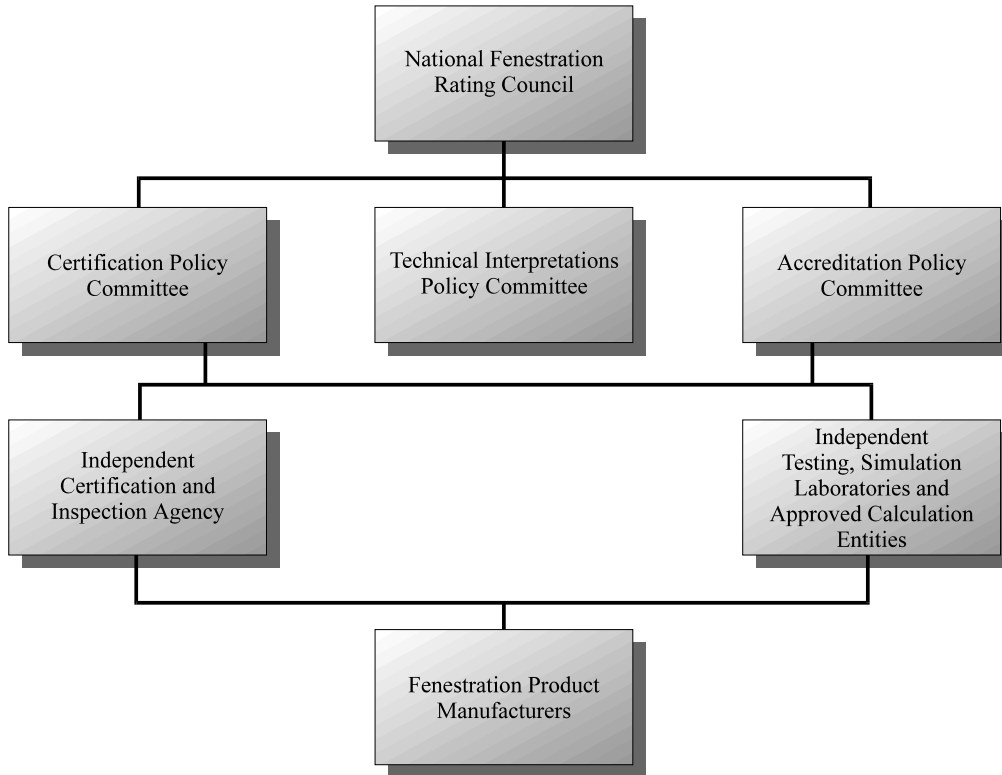 National Fenestration
Rating Council
Certification Policy
Committee
Technical Interpretations
Policy Committee
Accreditation Policy
Committee
Independent
Certification and
Inspection Agency
Independent
Testing, Simulation
Laboratories and
Approved Calculation
Entities
Fenestration Product
Manufacturers